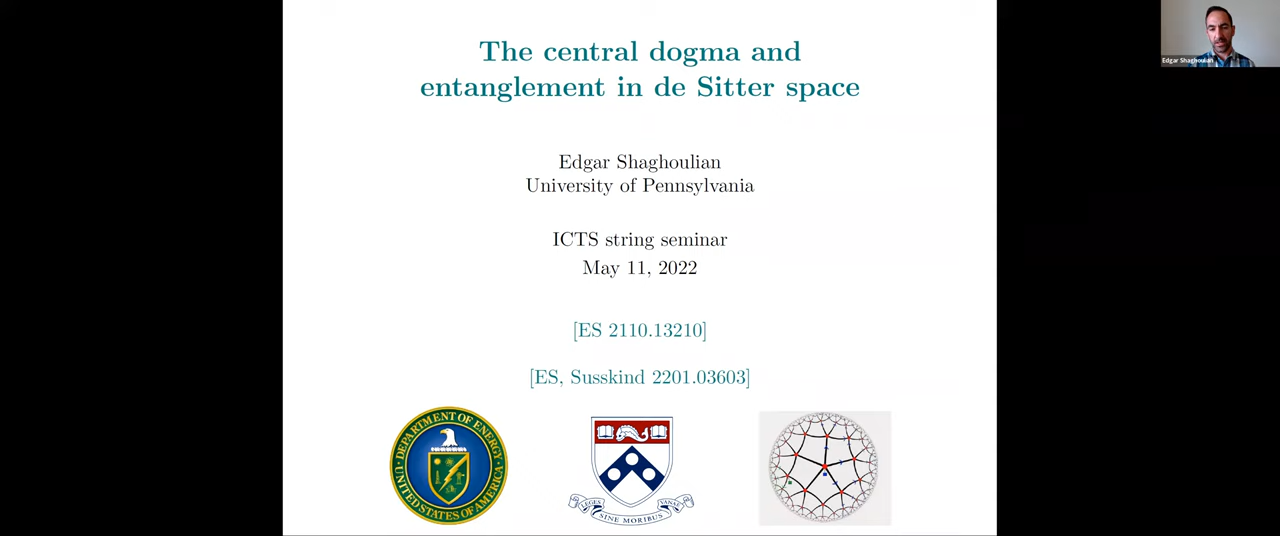 The central dogma and
entanglement in de Sitter space
Edgar Shaghoulian
Edgar Shaghoulian
University of Pennsylvania
ICTS string seminar
May 11, 2022
[ES 2110.13210]
[ES, Susskind 2201.03603]
DEPARTMENT OF ENERGY
UNITED STATES OF AMERICA
LEGES SANAE
SINE MORIBUS